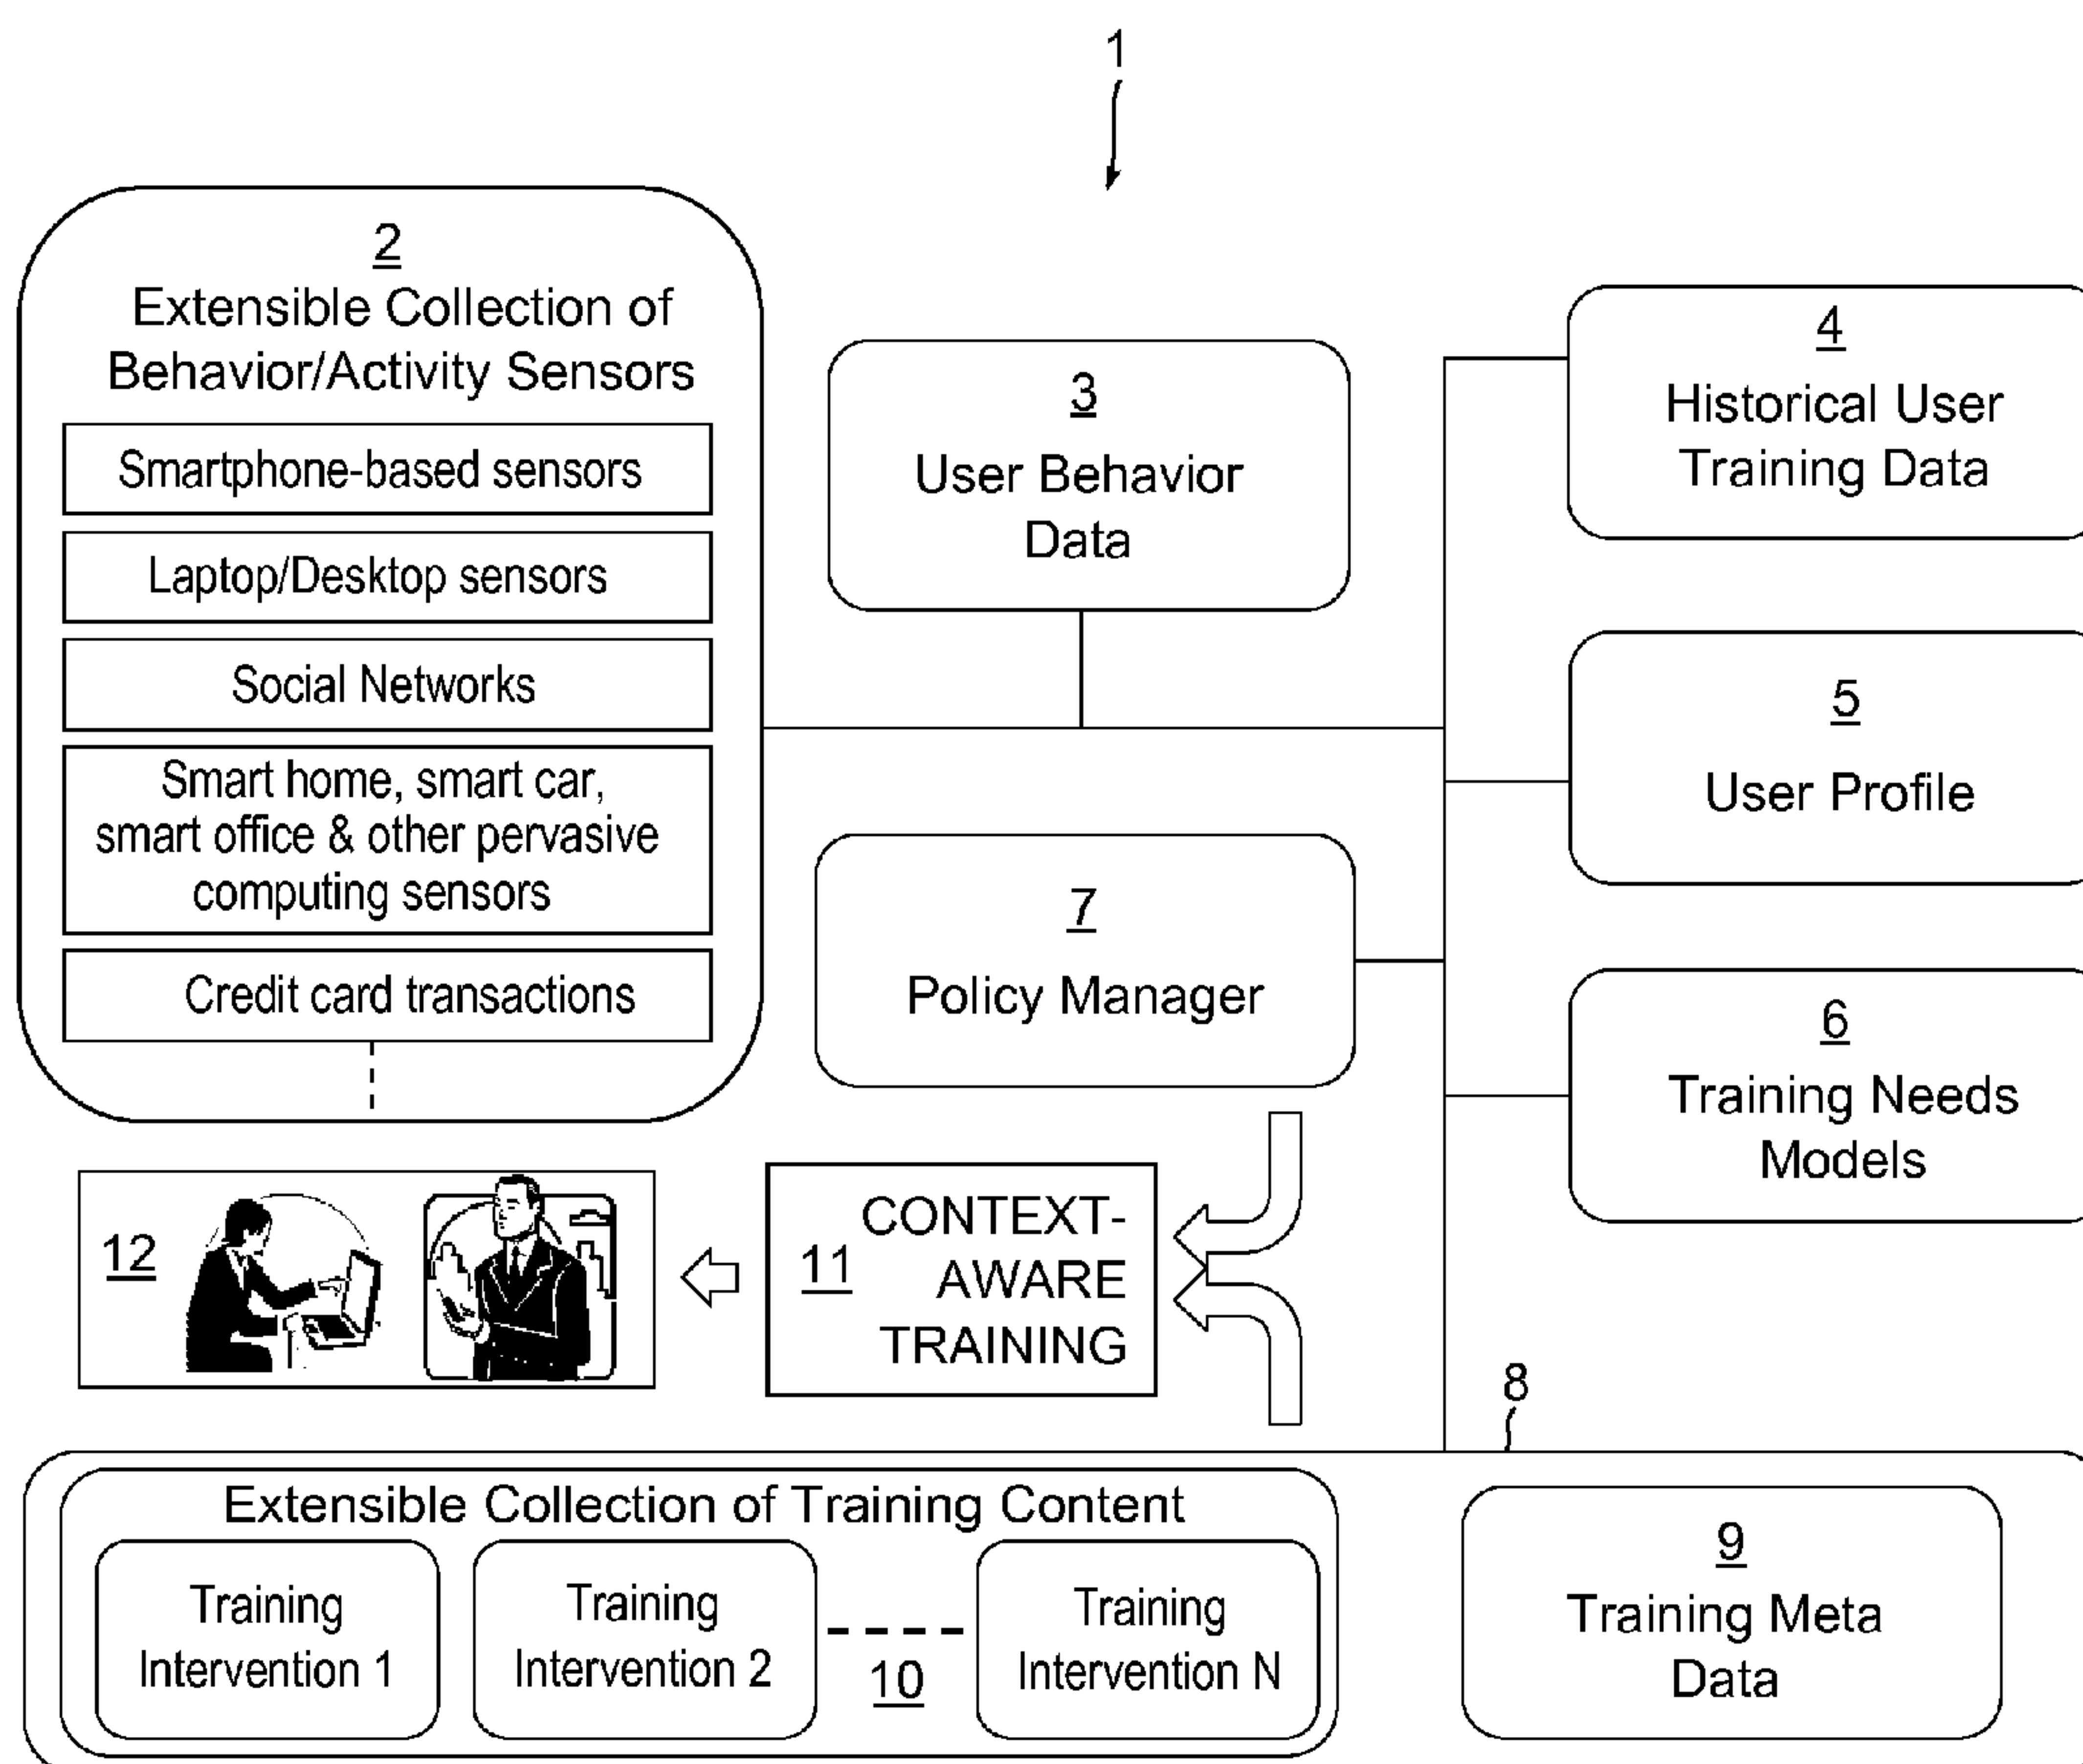 1
2
Extensible Collection of
Behavior/Activity Sensors
Smartphone-based sensors
Laptop/Desktop sensors
Social Networks
Smart home, smart car,
smart office & other pervasive
computing sensors
Credit card transactions
3
User Behavior
Data
4
Historical User
Training Data
5
User Profile
7
Policy Manager
6
Training Needs
Models
12
11
CONTEXT-
AWARE
TRAINING
8
Extensible Collection of Training Content
Training
Intervention 1
Training
Intervention 2
10
Training
Intervention N
9
Training Meta
Data